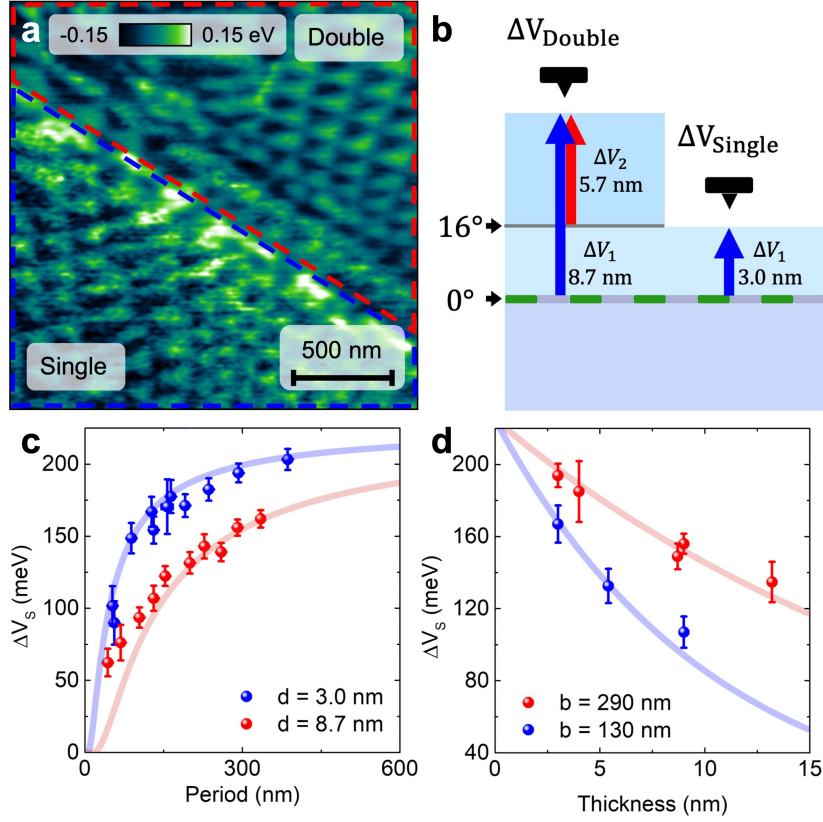 a
-0.15
0.15 eV
Double
Single
500 nm
b
ΔV_Double
ΔV_Single
ΔV₂
5.7 nm
16°
ΔV₁
8.7 nm
ΔV₁
3.0 nm
0°
c
200
150
100
50
0
ΔV_S (meV)
d = 3.0 nm
d = 8.7 nm
0
300
600
Period (nm)
d
200
160
120
80
40
ΔV_S (meV)
b = 290 nm
b = 130 nm
0
5
10
15
Thickness (nm)